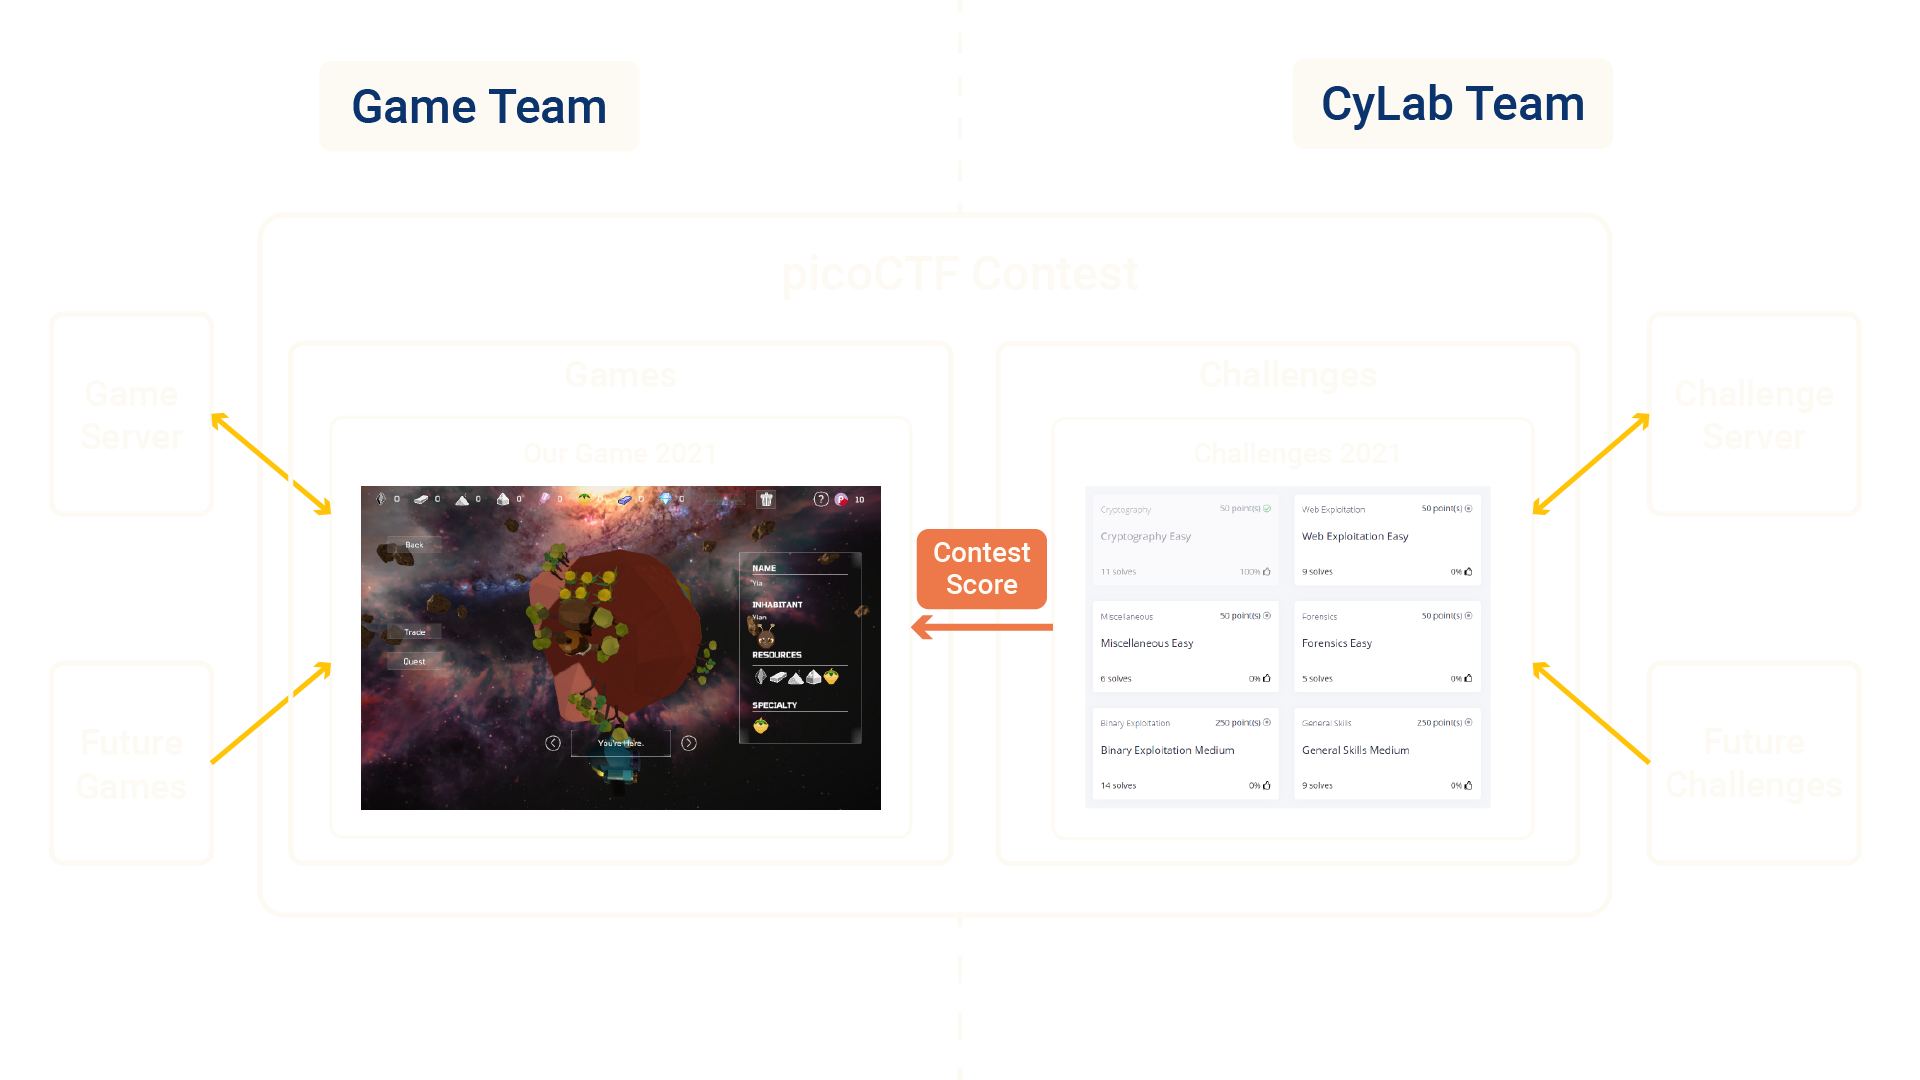 Game Team
CyLab Team
picoCTF Contest
Games
Challenges
Game
Server
Challenge
Server
Our Game 2021
Challenges 2021
0 0 0 0 0 0 0 ? 10
Back
NAME
Yia
INHABITANT
Yian
Trade
RESOURCES
Quest
SPECIALTY
You're Here.
Contest
Score
Cryptography 50 point(s)
Cryptography Easy
11 solves 100%
Web Exploitation 50 point(s)
Web Exploitation Easy
9 solves 0%
Miscellaneous 50 point(s)
Miscellaneous Easy
6 solves 0%
Forensics 50 point(s)
Forensics Easy
5 solves 0%
Binary Exploitation 250 point(s)
Binary Exploitation Medium
14 solves 0%
General Skills 250 point(s)
General Skills Medium
9 solves 0%
Future
Games
Future
Challenges